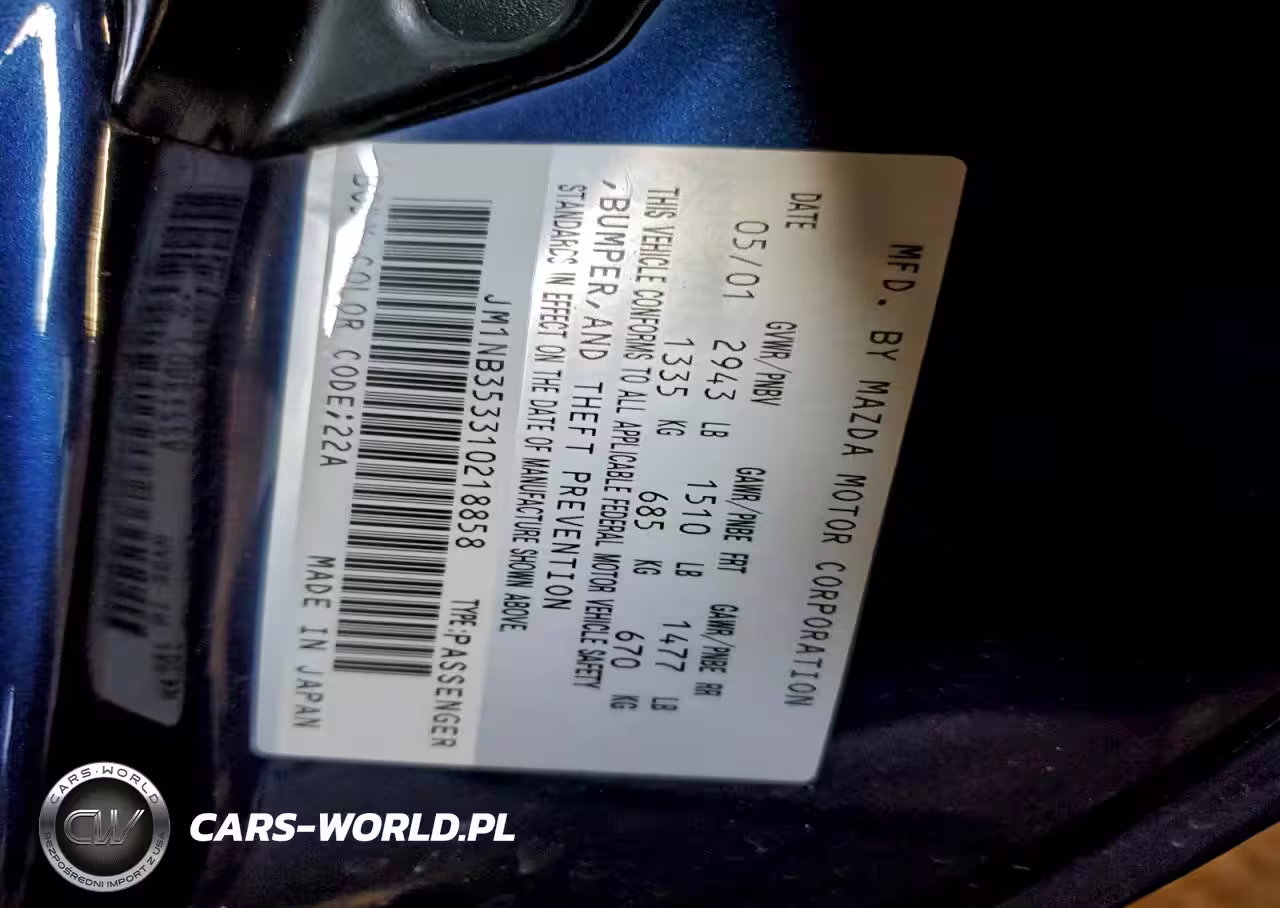 MFD. BY MAZDA MOTOR CORPORATION
DATE GVWR/PNBV GAWR/PNBE FRT GAWR/PNBE RR
05/01 2943 LB 1510 LB 1477 LB
1335 KG 685 KG 670 KG
THIS VEHICLE CONFORMS TO ALL APPLICABLE FEDERAL MOTOR VEHICLE SAFETY
,BUMPER,AND THEFT PREVENTION
STANDARDS IN EFFECT ON THE DATE OF MANUFACTURE SHOWN ABOVE
JM1NB353310218858 TYPE:PASSENGER
COLOR CODE;22A MADE IN JAPAN
CARS-WORLD
CW
BEZPOŚREDNI IMPORT Z USA
CARS-WORLD.PL